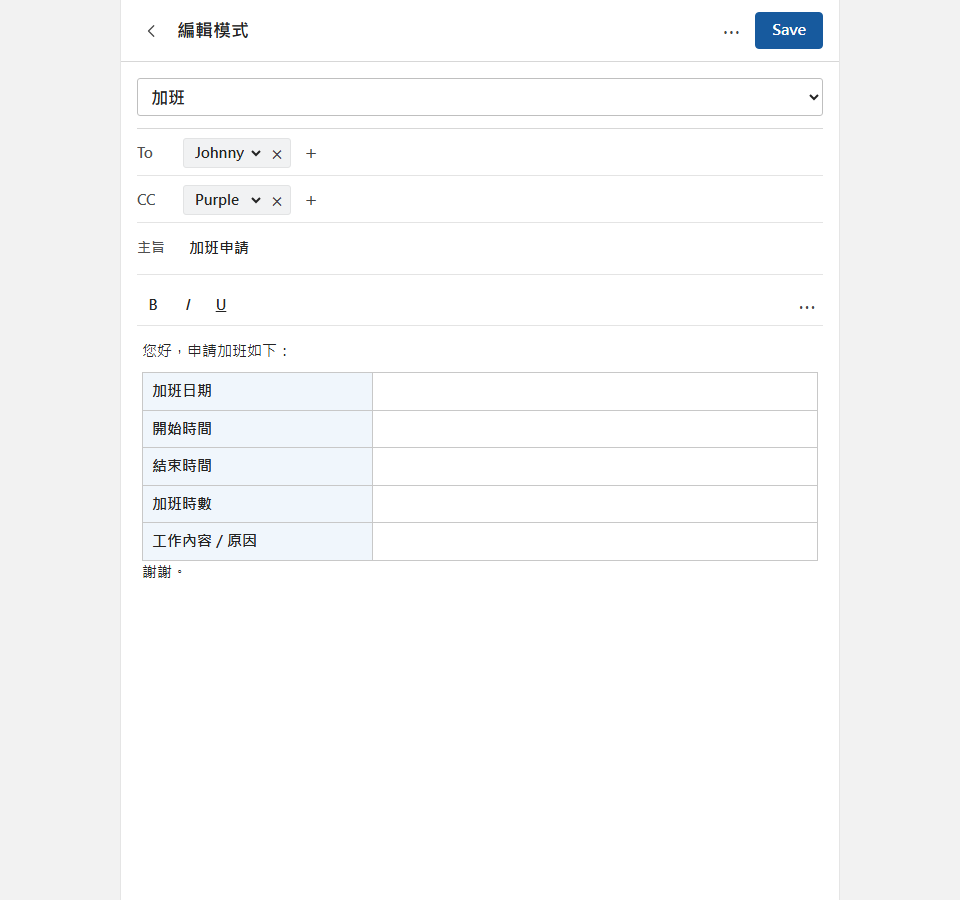 編輯模式
...
Save
加班
To Johnny × +
CC Purple × +
主旨 加班申請
B I U ...
您好，申請加班如下：
加班日期
開始時間
結束時間
加班時數
工作內容 / 原因
謝謝。